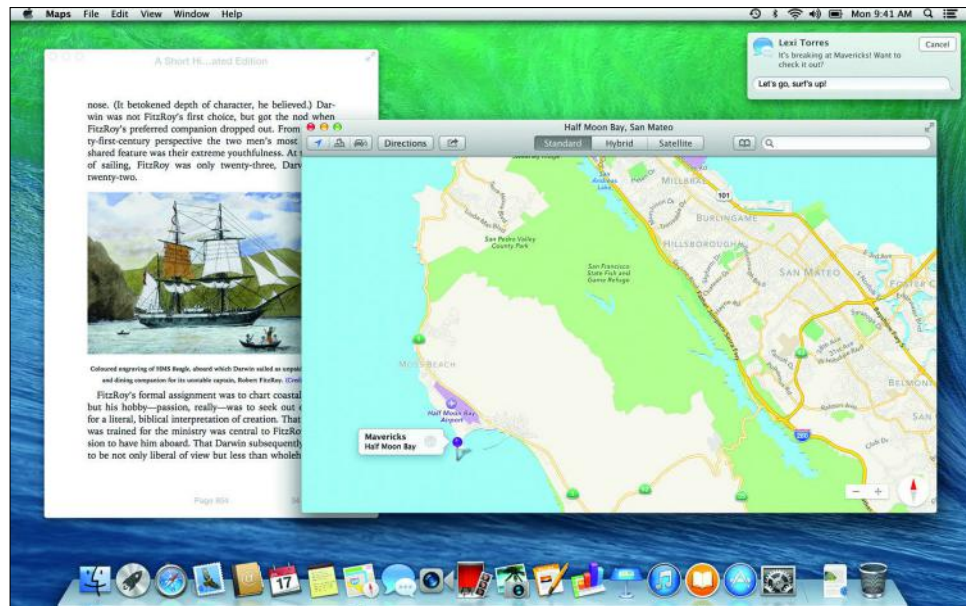 Maps File Edit View Window Help
Mon 9:41 AM
Lexi Torres
Cancel
It's breaking at Mavericks! Want to
check it out?
Let's go, surf's up!
A Short Hi...ated Edition
nose. (It betokened depth of character, he believed.) Dar-
win was not FitzRoy's first choice, but got the nod when
FitzRoy's preferred companion dropped out. From
ty-first-century perspective the two men's most
shared feature was their extreme youthfulness. At
of sailing, FitzRoy was only twenty-three,
twenty-two.
Coloured engraving of HMS Beagle, aboard which Darwin sailed as
and dining companion for its unstable captain, Robert FitzRoy.
FitzRoy's formal assignment was to chart coastal
but his hobby—passion, really—was to seek out
for a literal, biblical interpretation of creation. That
was trained for the ministry was central to
sion to have him aboard. That Darwin subsequently
to be not only liberal of view but less than
Half Moon Bay, San Mateo
Directions
Standard Hybrid Satellite
San
Andreas
Lake
MILLBRAE
101
BURLINGAME
HILLSBOROUGH
San Pedro Valley
County Park
San Francisco
State Fish and
Game Refuge
SAN MATEO
FOSTER C
MOSS BEACH
BELMON
SAN
280
Half Moon Bay
Airport
Mavericks
Half Moon Bay
17